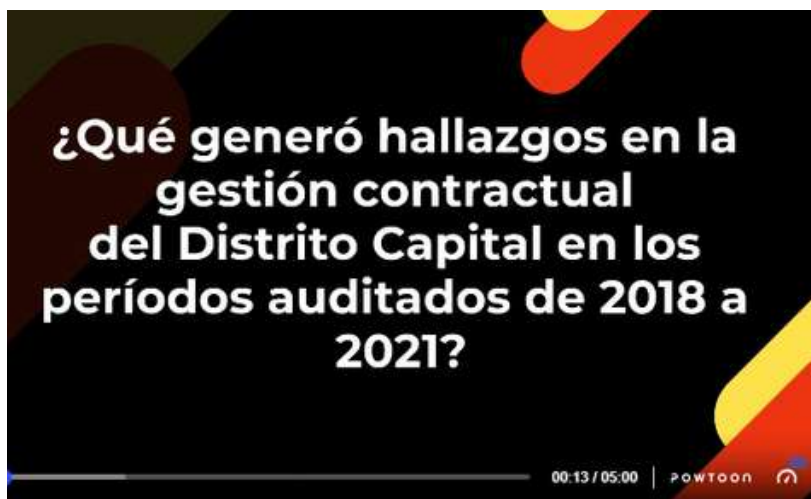 ¿Qué generó hallazgos en la
gestión contractual
del Distrito Capital en los
períodos auditados de 2018 a
2021?
00:13 / 05:00 | POWTOON